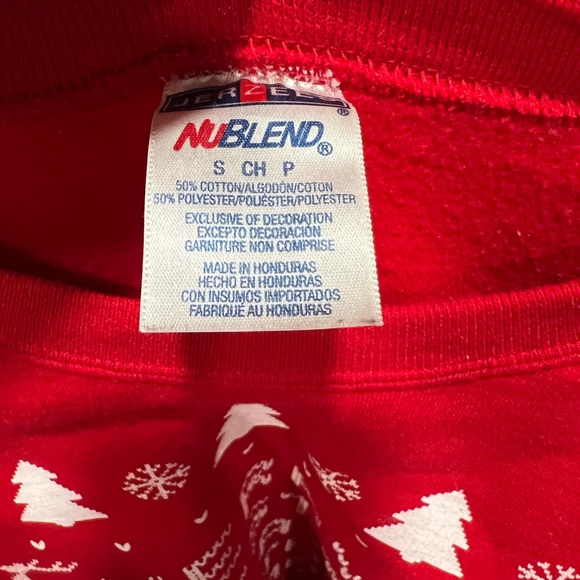 JERZEES®
NUBLEND®
S CH P
50% COTTON/ALGODÓN/COTON
50% POLYESTER/POLIÉSTER/POLYESTER
EXCLUSIVE OF DECORATION
EXCEPTO DECORACIÓN
GARNITURE NON COMPRISE
MADE IN HONDURAS
HECHO EN HONDURAS
CON INSUMOS IMPORTADOS
FABRIQUÉ AU HONDURAS